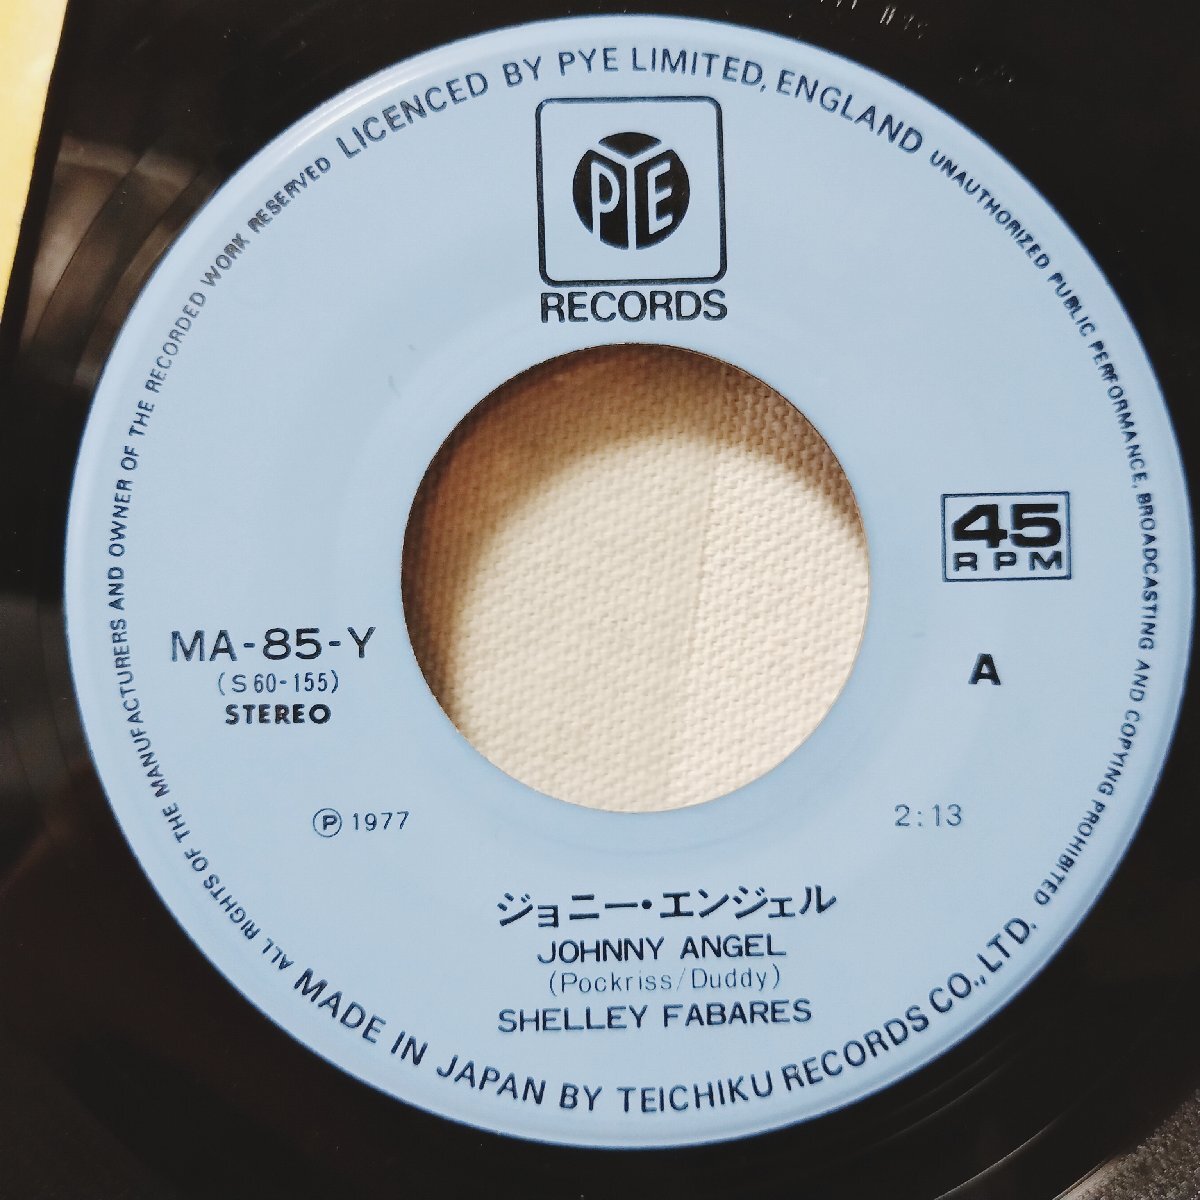 LICENCED BY PYE LIMITED, ENGLAND UNAUTHORIZED PUBLIC PERFORMANCE, BROADCASTING AND COPYING PROHIBITED
PYE
RECORDS
45
RPM
A
MA-85-Y
(S60-155)
STEREO
Ⓟ 1977
2:13
ジョニー・エンジェル
JOHNNY ANGEL
(Pockriss/Duddy)
SHELLEY FABARES
ALL RIGHTS OF THE MANUFACTURERS AND OWNER OF THE RECORDED WORK RESERVED
MADE IN JAPAN BY TEICHIKU RECORDS CO., LTD.